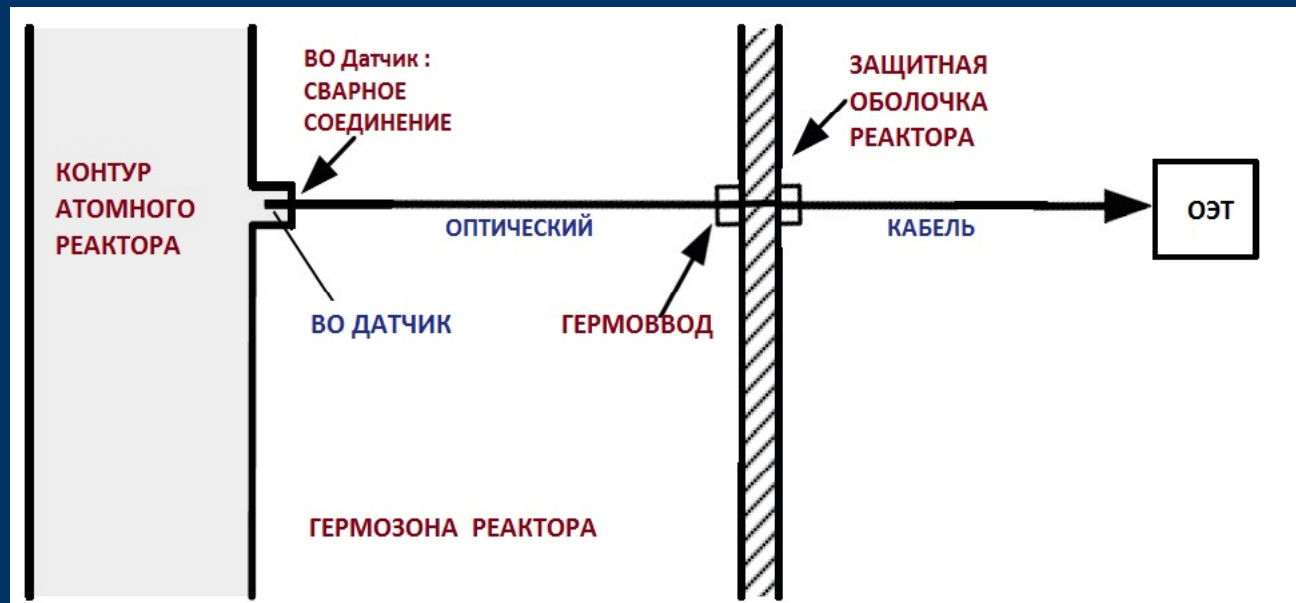 ВО Датчик :
СВАРНОЕ
СОЕДИНЕНИЕ
ЗАЩИТНАЯ
ОБОЛОЧКА
РЕАКТОРА
КОНТУР
АТОМНОГО
РЕАКТОРА
ОПТИЧЕСКИЙ
КАБЕЛЬ
ОЭТ
ВО ДАТЧИК
ГЕРМОВВОД
ГЕРМОЗОНА РЕАКТОРА